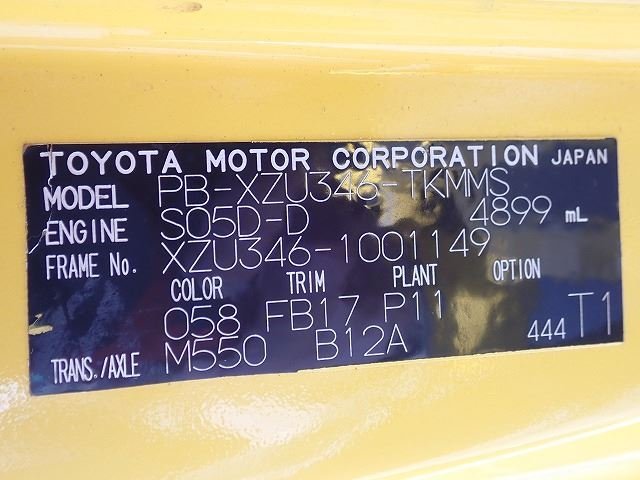 TOYOTA MOTOR CORPORATION JAPAN
MODEL PB-XZU346-TKMMS
ENGINE S05D-D 4899 mL
FRAME No. XZU346-1001149
COLOR TRIM PLANT OPTION
058 FB17 P11
TRANS./AXLE M550 B12A 444 T1